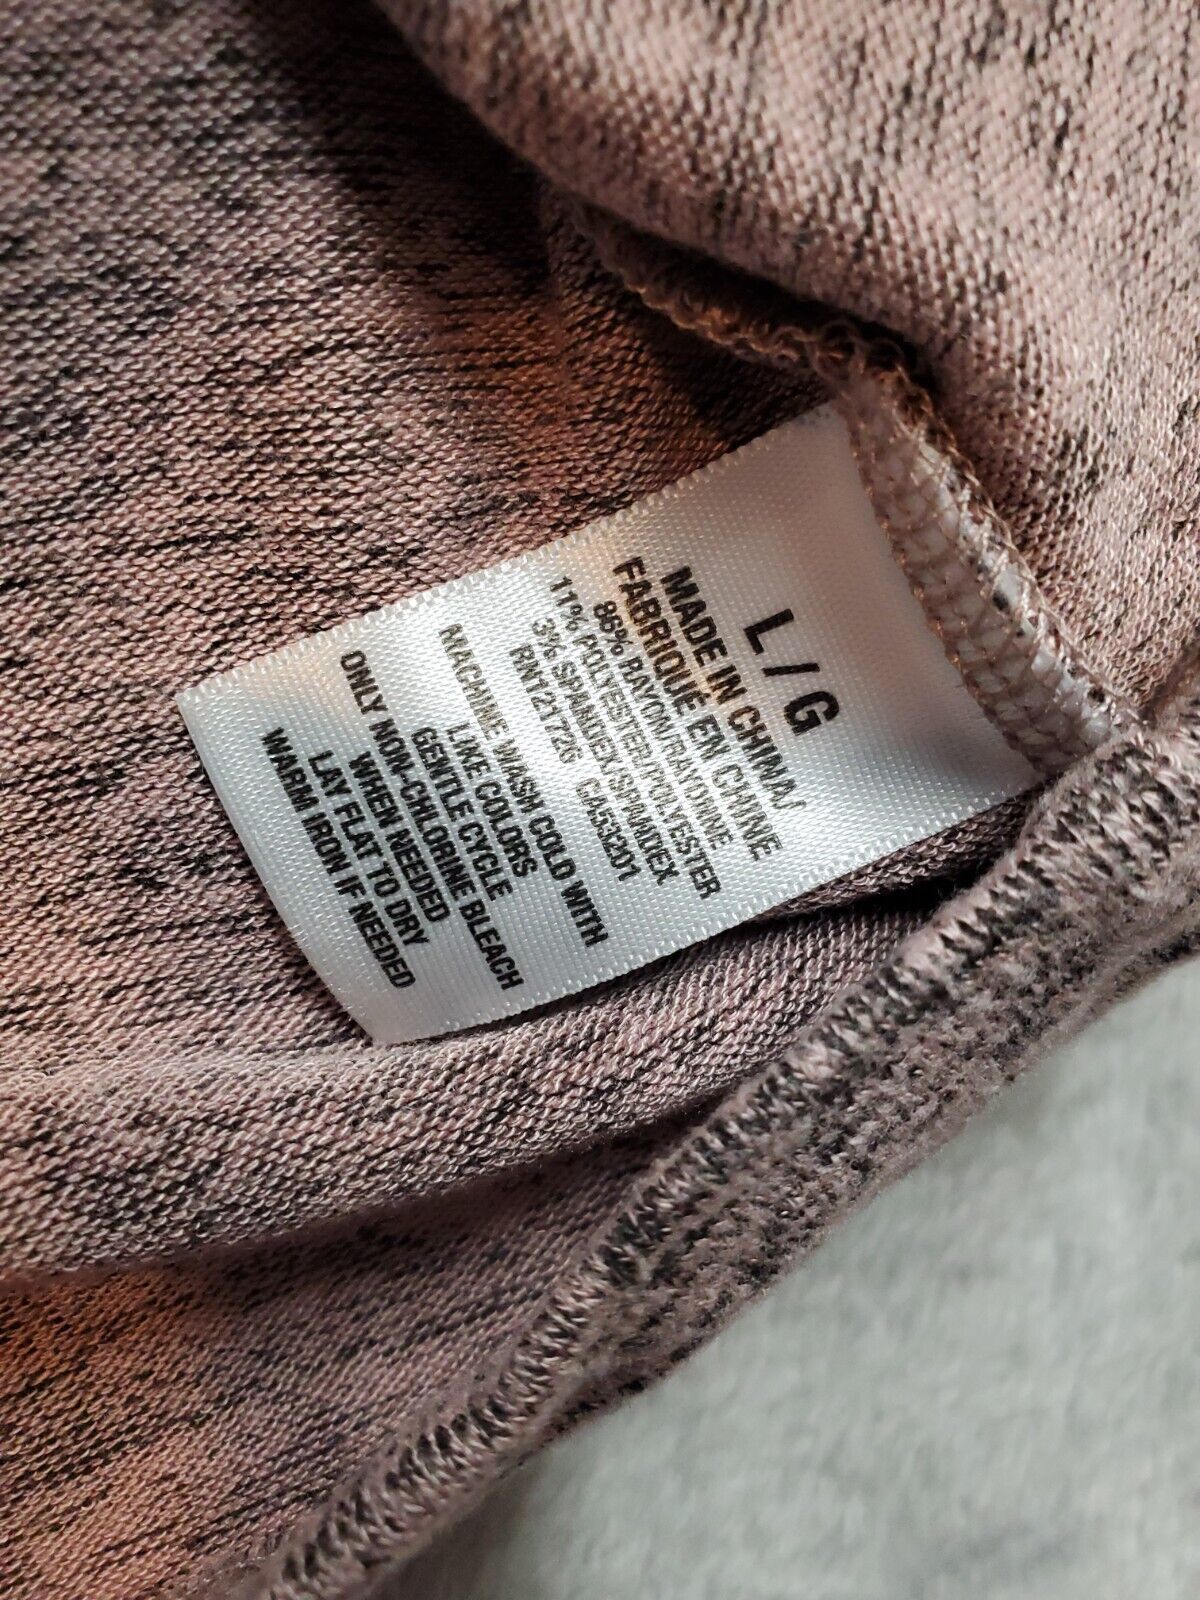 L / G
MADE IN CHINA/
FABRIQUÉ EN CHINE
86% RAYON/RAYONNE
11% POLYESTER/POLYESTER
3% SPANDEX/SPANDEX
RN121726 CA53201
MACHINE WASH COLD WITH
LIKE COLORS
GENTLE CYCLE
ONLY NON-CHLORINE BLEACH
WHEN NEEDED
LAY FLAT TO DRY
WARM IRON IF NEEDED